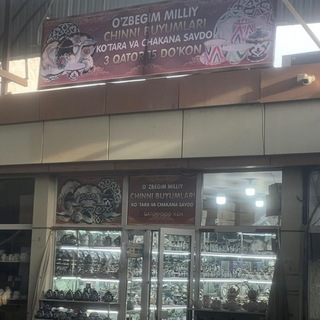 O'ZBEGIM MILLIY
CHINNI BUYUMLARI
KO'TARA VA CHAKANA SAVDO
3 QATOR 15 DO'KON
O'ZBEGIM MILLIY
CHINNI BUYUMLARI
KO'TARA VA CHAKANA SAVDO